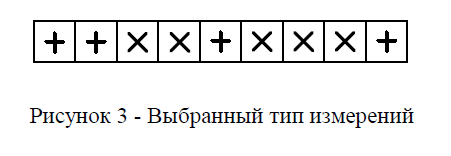 + + × × + × × × +
Рисунок 3 - Выбранный тип измерений